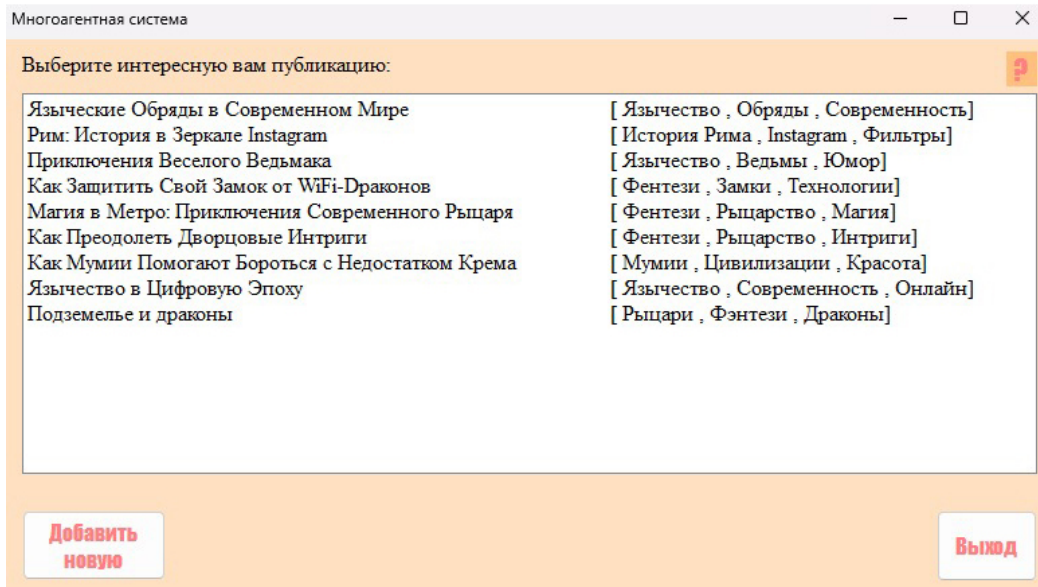 Многоагентная система
Выберите интересную вам публикацию:
?
Языческие Обряды в Современном Мире [ Язычество , Обряды , Современность]
Рим: История в Зеркале Instagram [ История Рима , Instagram , Фильтры]
Приключения Веселого Ведьмака [ Язычество , Ведьмы , Юмор]
Как Защитить Свой Замок от WiFi-Dраконов [ Фентези , Замки , Технологии]
Магия в Метро: Приключения Современного Рыцаря [ Фентези , Рыцарство , Магия]
Как Преодолеть Дворцовые Интриги [ Фентези , Рыцарство , Интриги]
Как Мумии Помогают Бороться с Недостатком Крема [ Мумии , Цивилизации , Красота]
Язычество в Цифровую Эпоху [ Язычество , Современность , Онлайн]
Подземелье и драконы [ Рыцари , Фэнтези , Драконы]
Добавить
новую
Выход